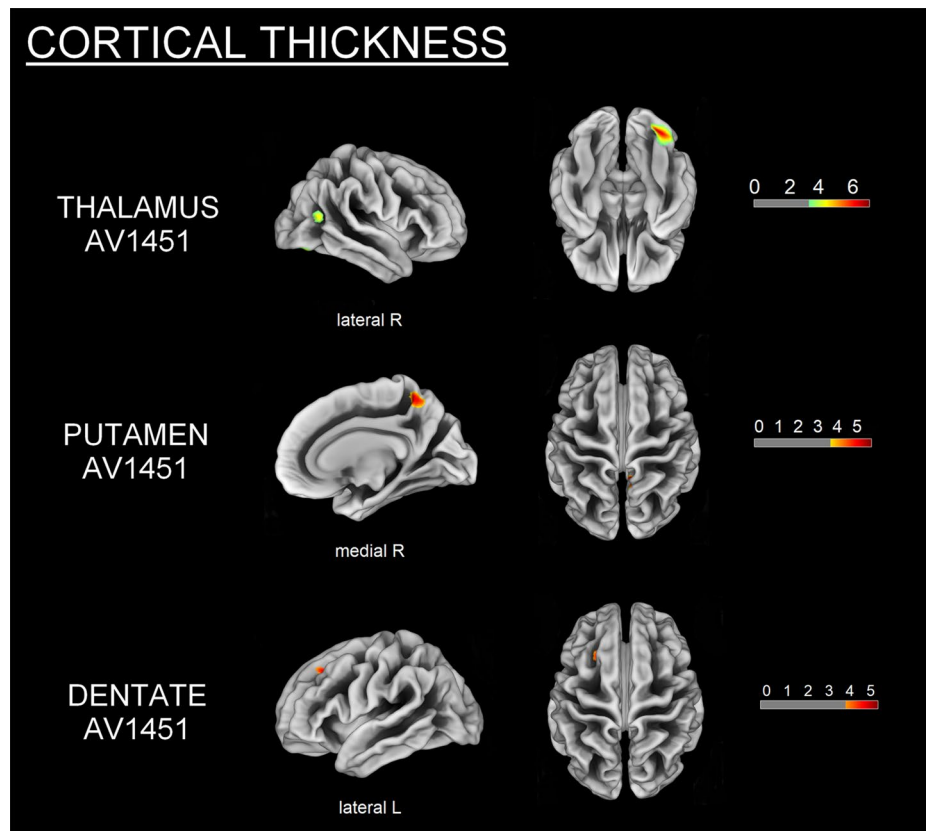 CORTICAL THICKNESS
THALAMUS
AV1451
lateral R
0 2 4 6
PUTAMEN
AV1451
medial R
0 1 2 3 4 5
DENTATE
AV1451
lateral L
0 1 2 3 4 5